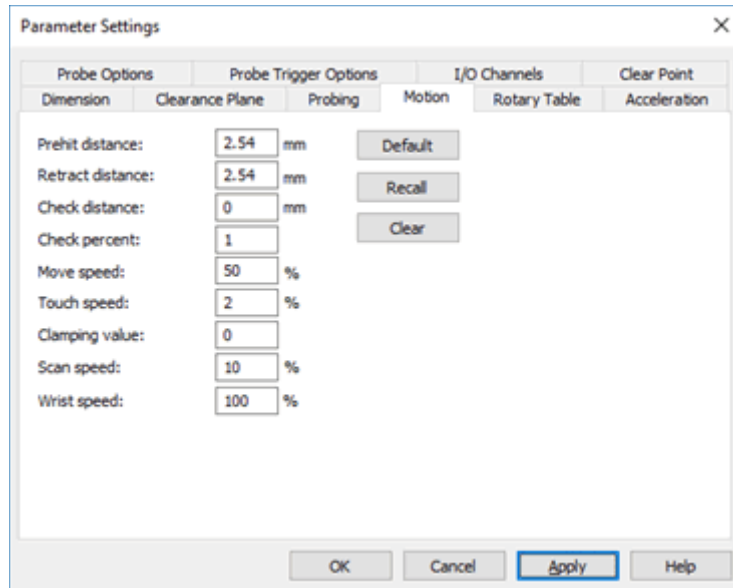 Parameter Settings
Probe Options Probe Trigger Options I/O Channels Clear Point
Dimension Clearance Plane Probing Motion Rotary Table Acceleration
Prehit distance: 2.54 mm Default
Retract distance: 2.54 mm Recall
Check distance: 0 mm
Check percent: 1 Clear
Move speed: 50 %
Touch speed: 2 %
Clamping value: 0
Scan speed: 10 %
Wrist speed: 100 %
OK Cancel Apply Help